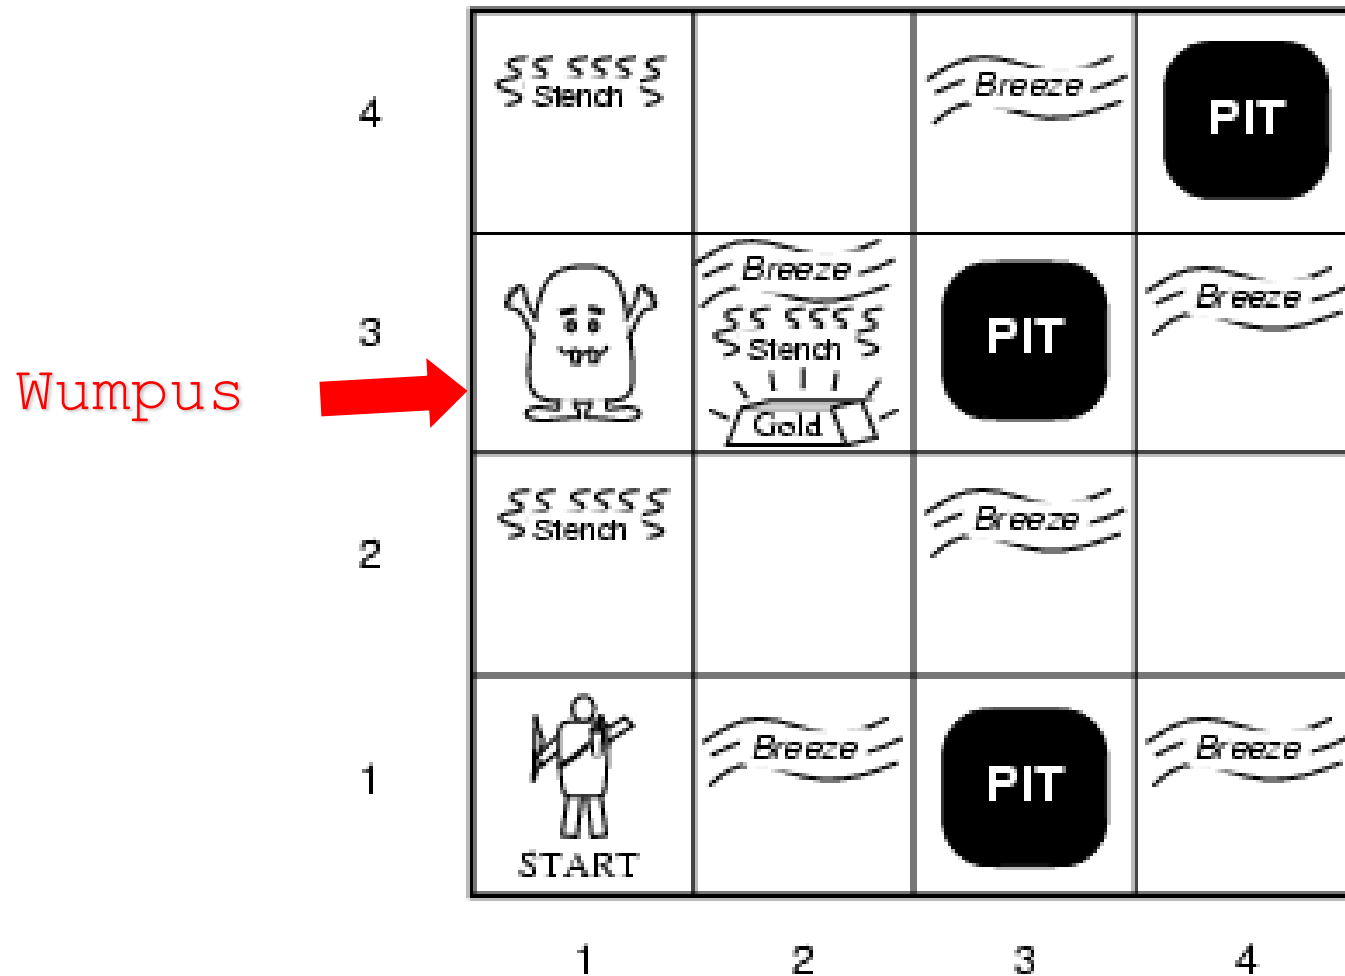 Stench
Breeze
4
PIT
Breeze
Breeze
3
PIT
Stench
Wumpus
Gold
Stench
Breeze
2
Breeze
Breeze
1
PIT
START
1 2 3 4